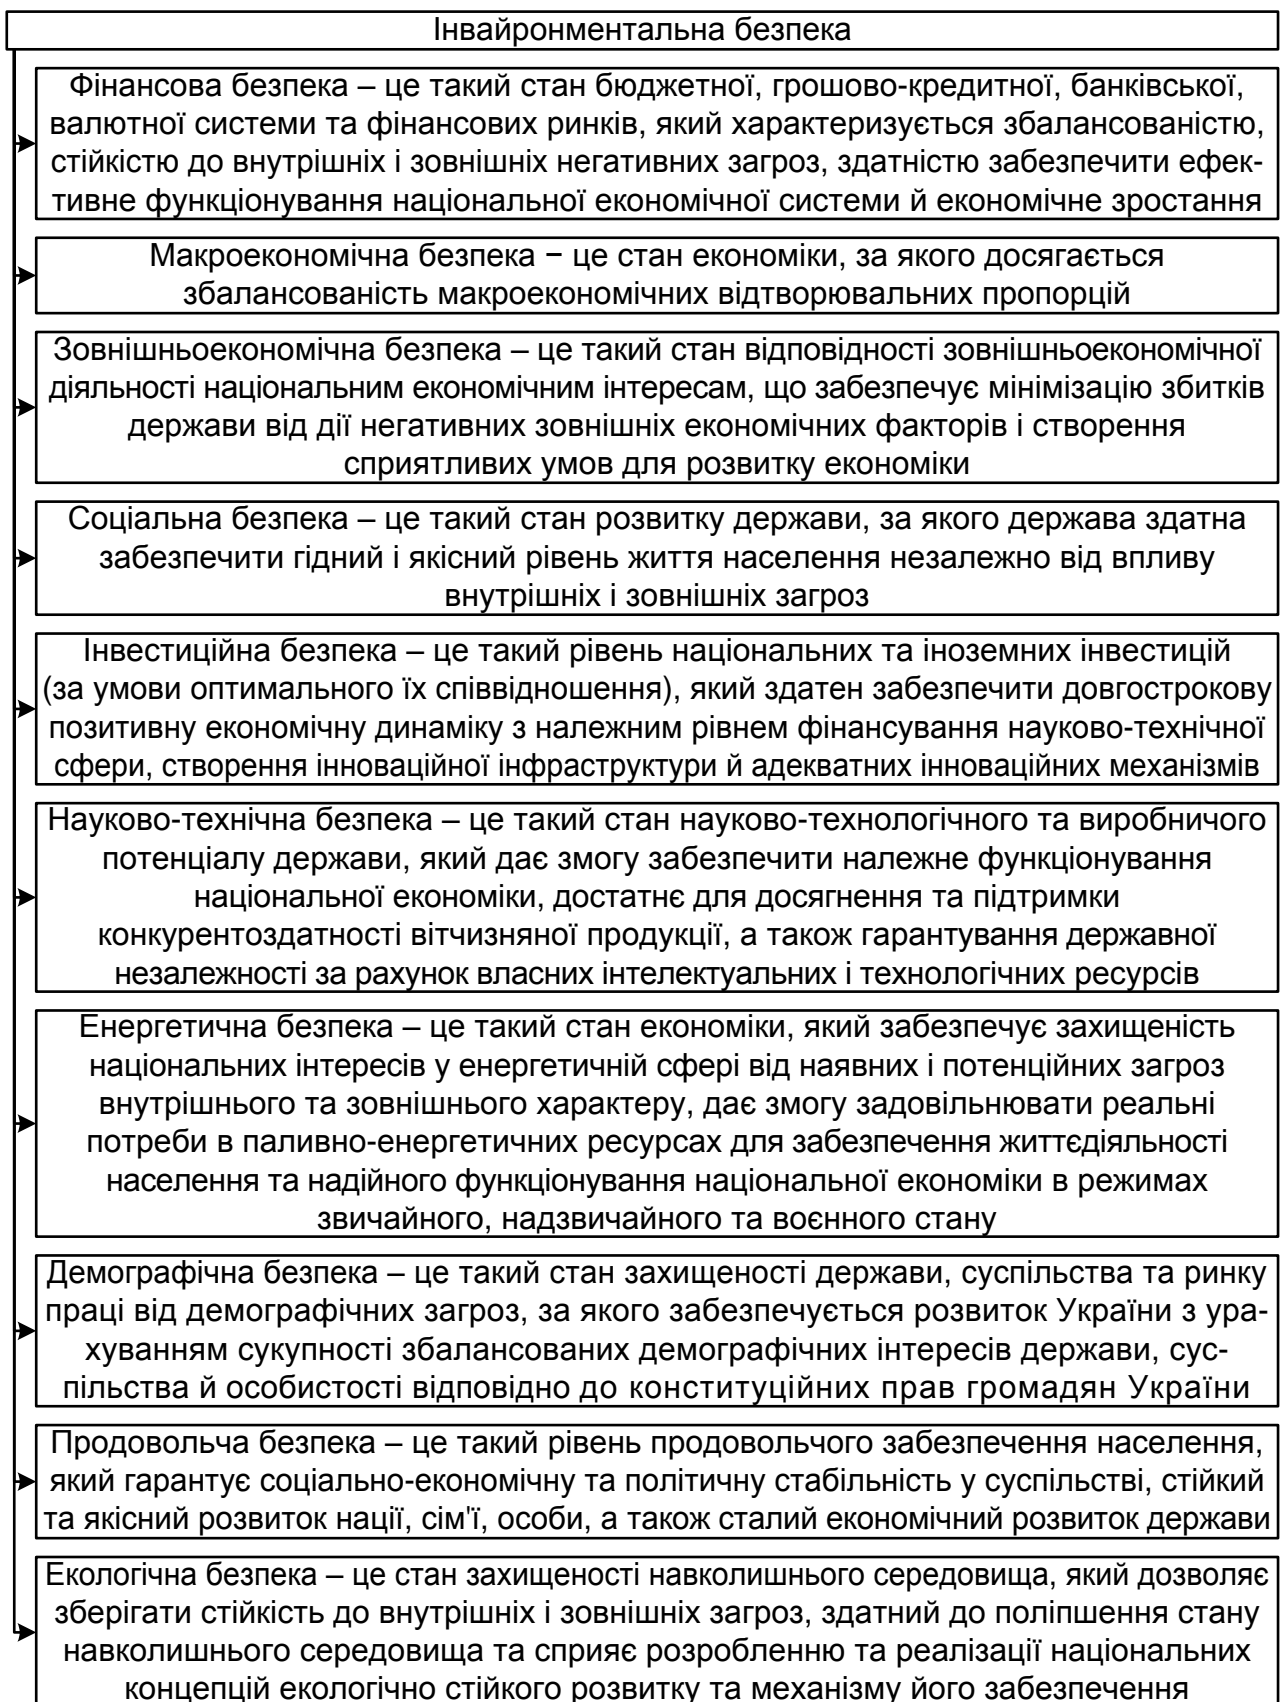 Інвайронментальна безпека
Фінансова безпека – це такий стан бюджетної, грошово-кредитної, банківської,
валютної системи та фінансових ринків, який характеризується збалансованістю,
стійкістю до внутрішніх і зовнішніх негативних загроз, здатністю забезпечити ефек-
тивне функціонування національної економічної системи й економічне зростання
Макроекономічна безпека − це стан економіки, за якого досягається
збалансованість макроекономічних відтворювальних пропорцій
Зовнішньоекономічна безпека – це такий стан відповідності зовнішньоекономічної
діяльності національним економічним інтересам, що забезпечує мінімізацію збитків
держави від дії негативних зовнішніх економічних факторів і створення
сприятливих умов для розвитку економіки
Соціальна безпека – це такий стан розвитку держави, за якого держава здатна
забезпечити гідний і якісний рівень життя населення незалежно від впливу
внутрішніх і зовнішніх загроз
Інвестиційна безпека – це такий рівень національних та іноземних інвестицій
(за умови оптимального їх співвідношення), який здатен забезпечити довгострокову
позитивну економічну динаміку з належним рівнем фінансування науково-технічної
сфери, створення інноваційної інфраструктури й адекватних інноваційних механізмів
Науково-технічна безпека – це такий стан науково-технологічного та виробничого
потенціалу держави, який дає змогу забезпечити належне функціонування
національної економіки, достатнє для досягнення та підтримки
конкурентоздатності вітчизняної продукції, а також гарантування державної
незалежності за рахунок власних інтелектуальних і технологічних ресурсів
Енергетична безпека – це такий стан економіки, який забезпечує захищеність
національних інтересів у енергетичній сфері від наявних і потенційних загроз
внутрішнього та зовнішнього характеру, дає змогу задовільнювати реальні
потреби в паливно-енергетичних ресурсах для забезпечення життєдіяльності
населення та надійного функціонування національної економіки в режимах
звичайного, надзвичайного та воєнного стану
Демографічна безпека – це такий стан захищеності держави, суспільства та ринку
праці від демографічних загроз, за якого забезпечується розвиток України з ура-
хуванням сукупності збалансованих демографічних інтересів держави, сус-
пільства й особистості відповідно до конституційних прав громадян України
Продовольча безпека – це такий рівень продовольчого забезпечення населення,
який гарантує соціально-економічну та політичну стабільність у суспільстві, стійкий
та якісний розвиток нації, сім'ї, особи, а також сталий економічний розвиток держави
Екологічна безпека – це стан захищеності навколишнього середовища, який дозволяє
зберігати стійкість до внутрішніх і зовнішніх загроз, здатний до поліпшення стану
навколишнього середовища та сприяє розробленню та реалізації національних
концепцій екологічно стійкого розвитку та механізму його забезпечення